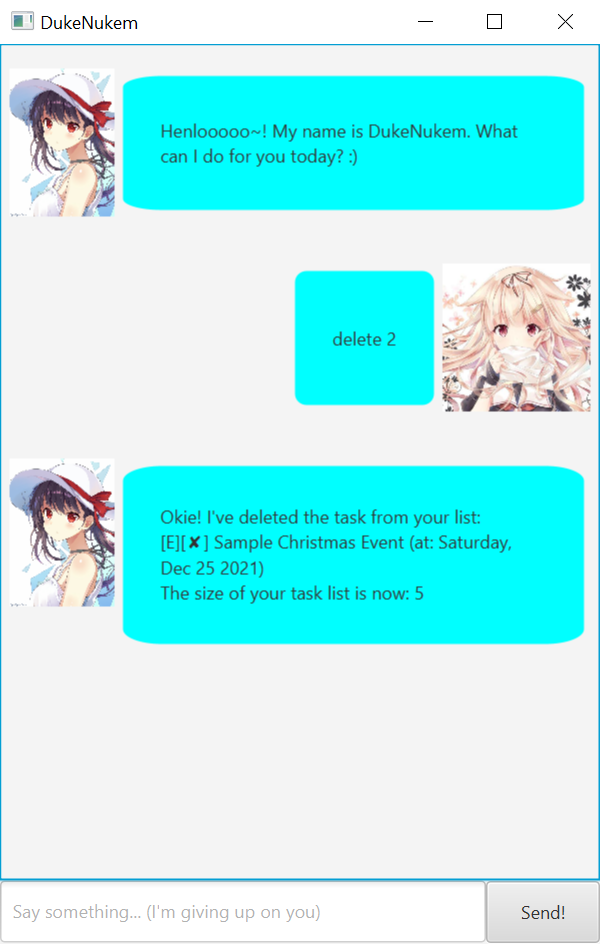 DukeNukem
Henlooooo~! My name is DukeNukem. What
can I do for you today? :)
delete 2
Okie! I've deleted the task from your list:
[E][✘] Sample Christmas Event (at: Saturday,
Dec 25 2021)
The size of your task list is now: 5
Say something... (I'm giving up on you)
Send!